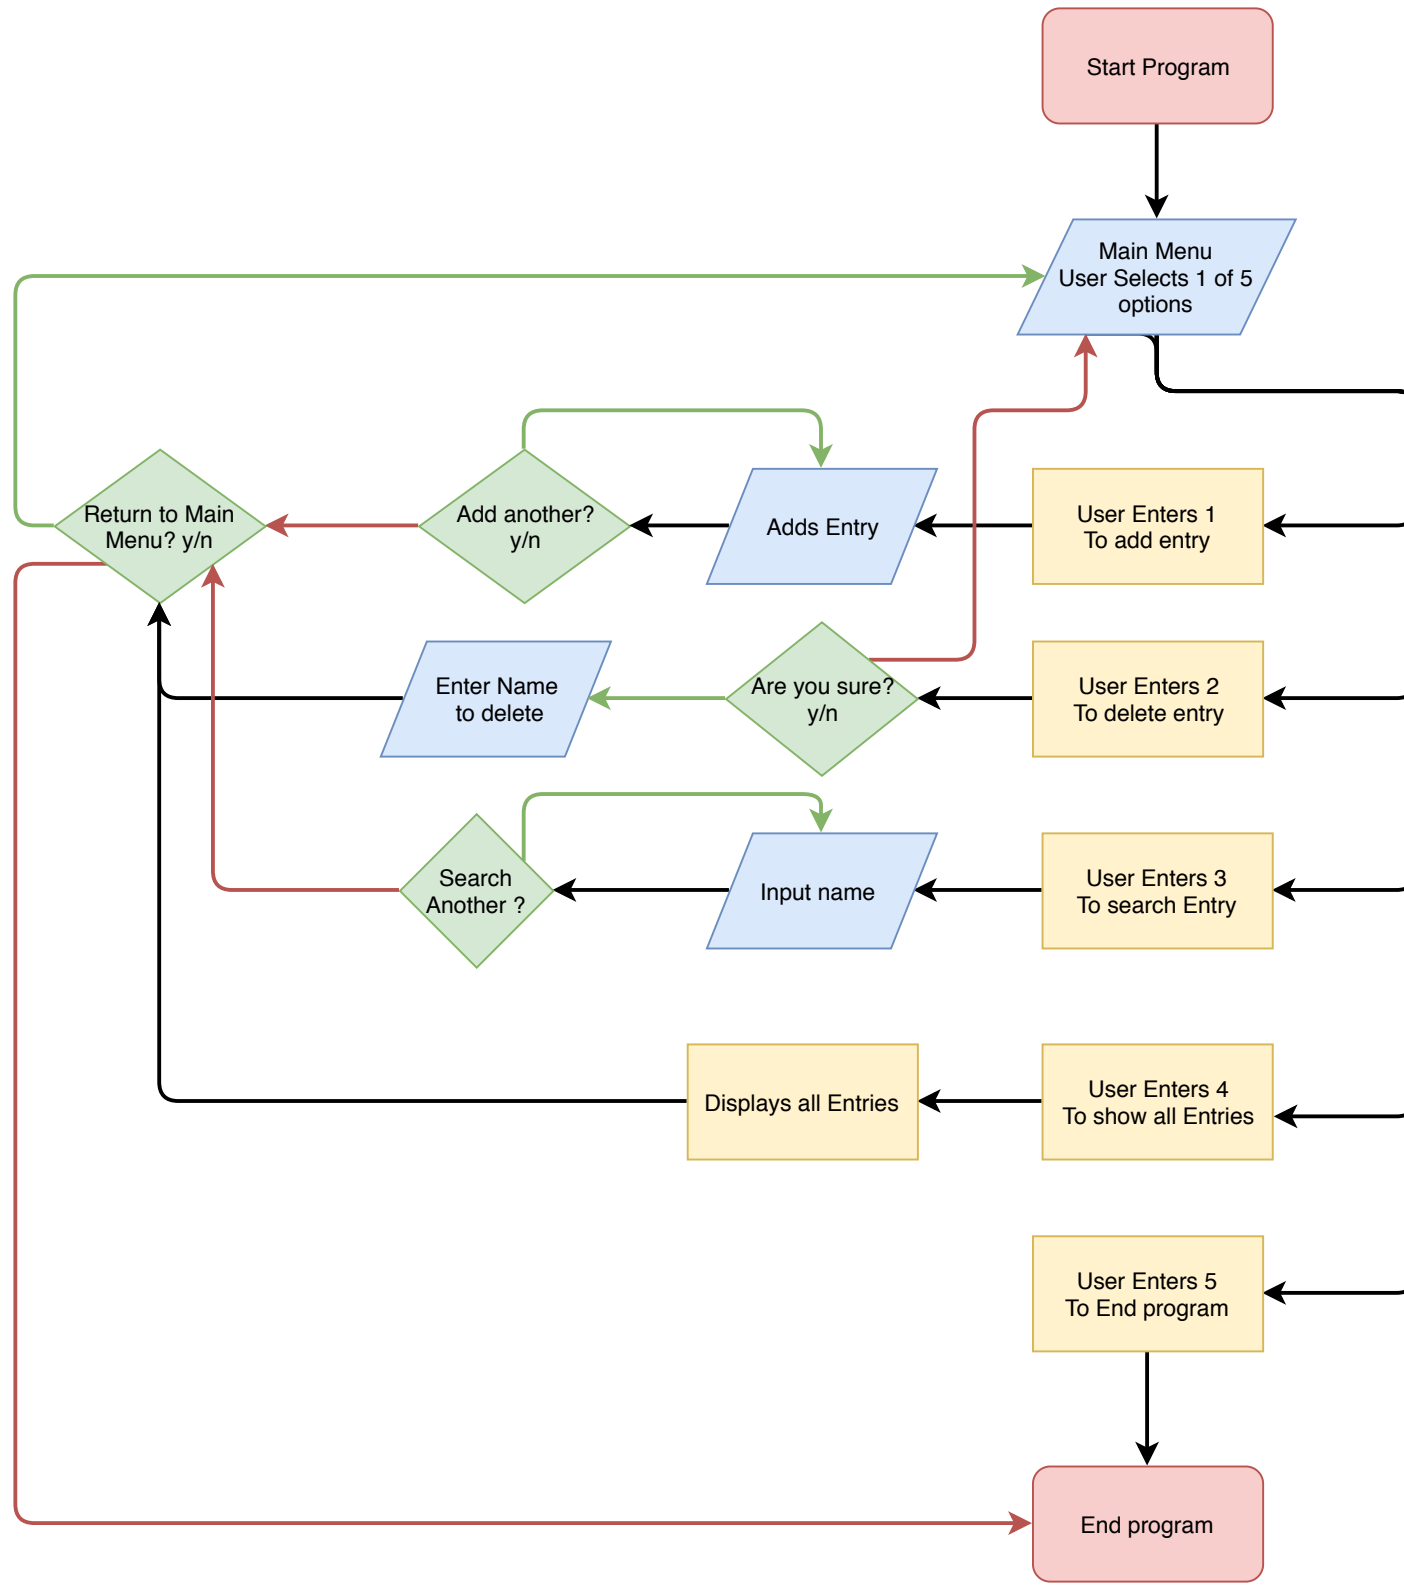 Start Program
Main Menu
User Selects 1 of 5
options
Return to Main
Menu? y/n
Add another?
y/n
Adds Entry
User Enters 1
To add entry
Enter Name
to delete
Are you sure?
y/n
User Enters 2
To delete entry
Search
Another ?
Input name
User Enters 3
To search Entry
Displays all Entries
User Enters 4
To show all Entries
User Enters 5
To End program
End program